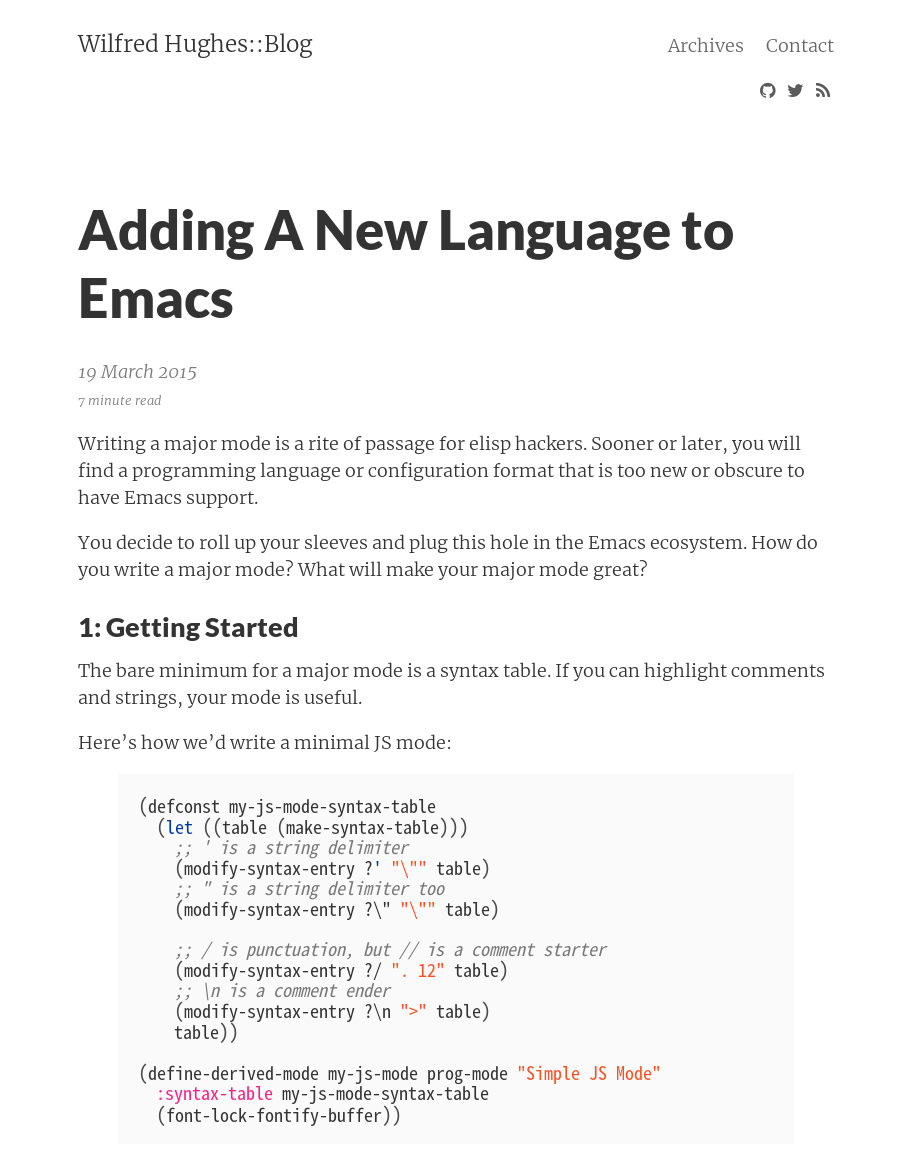 Wilfred Hughes::Blog
Archives Contact
Adding A New Language to
Emacs
19 March 2015
7 minute read
Writing a major mode is a rite of passage for elisp hackers. Sooner or later, you will
find a programming language or configuration format that is too new or obscure to
have Emacs support.
You decide to roll up your sleeves and plug this hole in the Emacs ecosystem. How do
you write a major mode? What will make your major mode great?
1: Getting Started
The bare minimum for a major mode is a syntax table. If you can highlight comments
and strings, your mode is useful.
Here’s how we’d write a minimal JS mode:
(defconst my-js-mode-syntax-table
  (let ((table (make-syntax-table)))
    ;; ' is a string delimiter
    (modify-syntax-entry ?' "\"" table)
    ;; " is a string delimiter too
    (modify-syntax-entry ?\" "\"" table)
    ;; / is punctuation, but // is a comment starter
    (modify-syntax-entry ?/ ". 12" table)
    ;; \n is a comment ender
    (modify-syntax-entry ?\n ">" table)
    table))
(define-derived-mode my-js-mode prog-mode "Simple JS Mode"
  :syntax-table my-js-mode-syntax-table
  (font-lock-fontify-buffer))